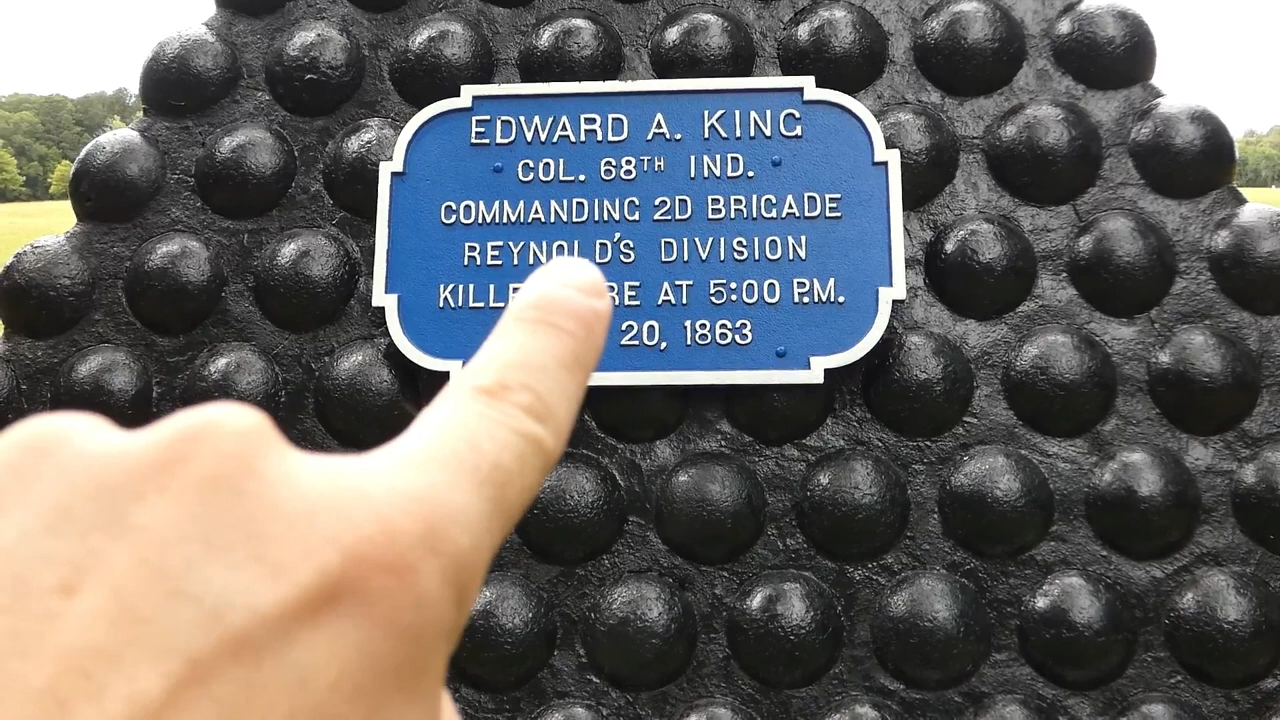 EDWARD A. KING
COL. 68TH IND.
COMMANDING 2D BRIGADE
REYNOLD'S DIVISION
AT 5:00 P.M.
20, 1863